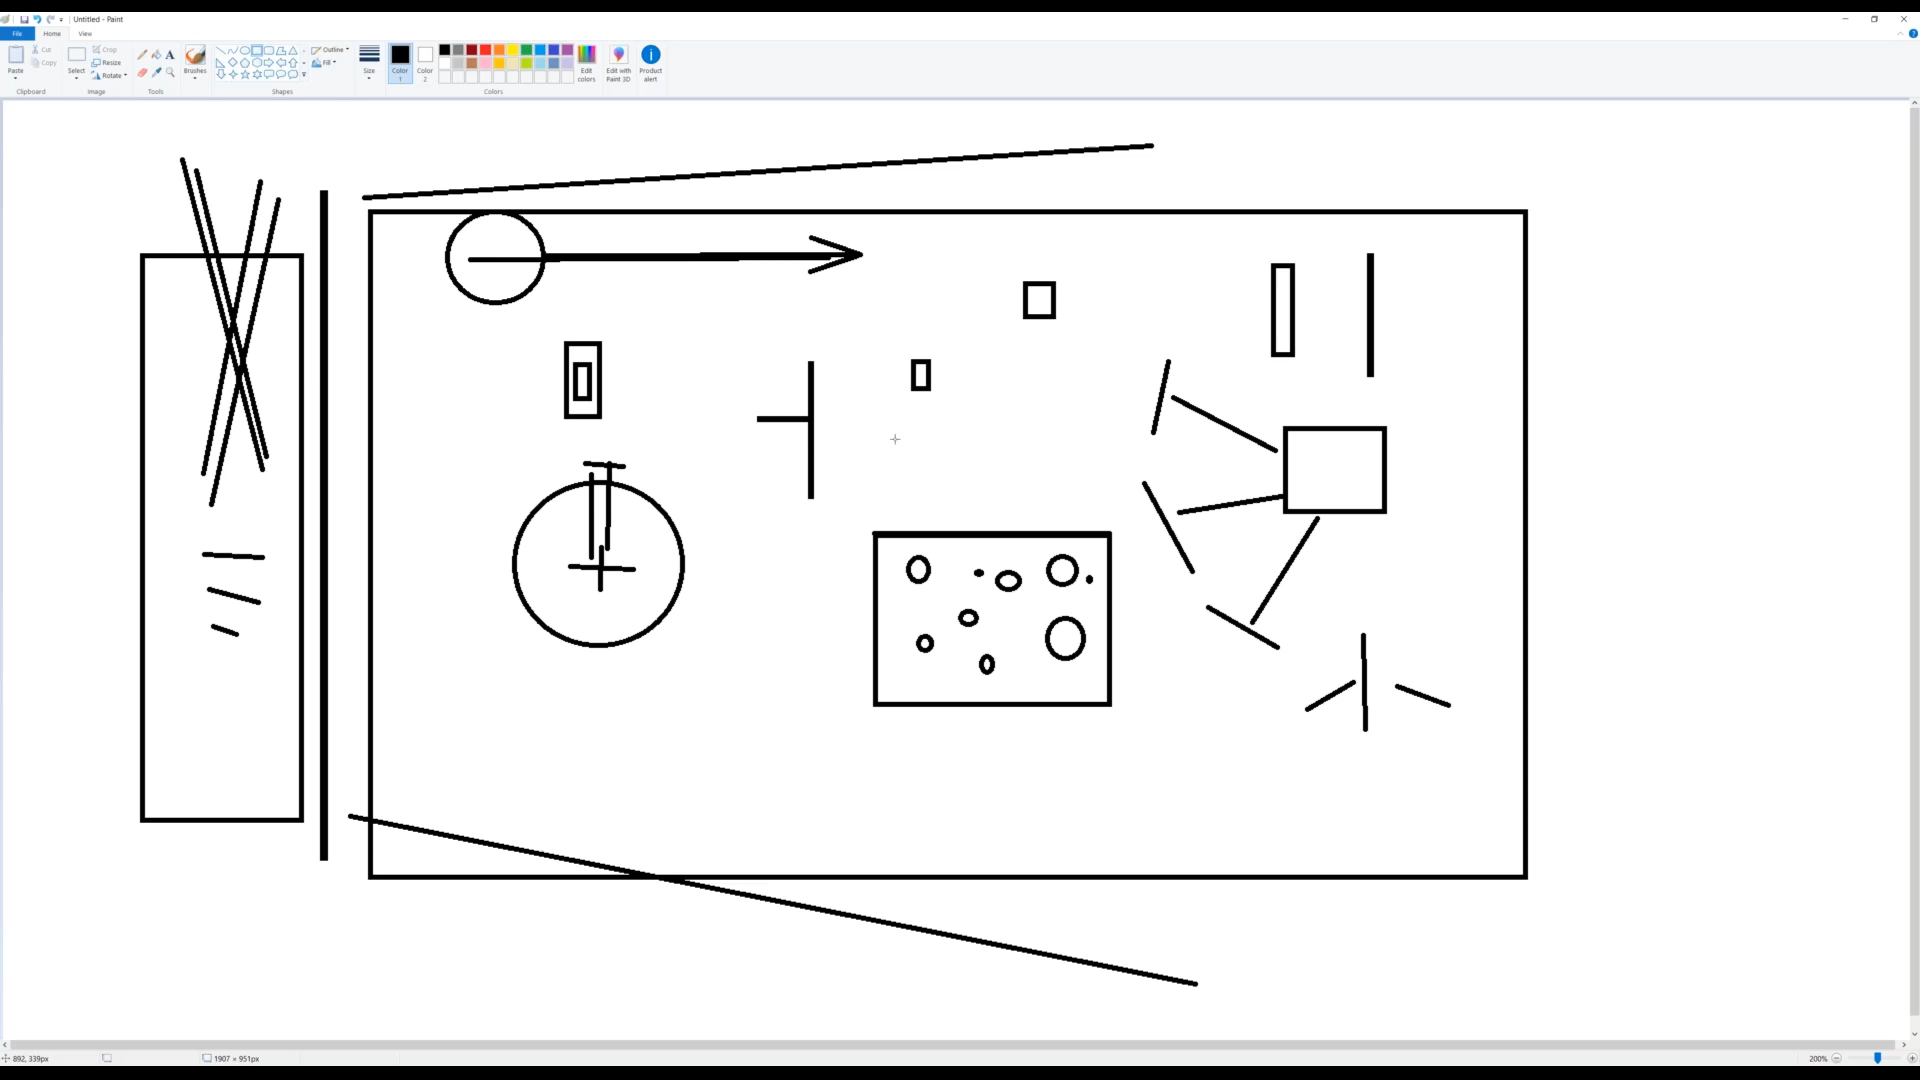 Untitled - Paint
File Home View
Paste
Cut
Copy
Clipboard
Select
Crop
Resize
Rotate
Image
A
Tools
Brushes
Shapes
Outline
Fill
Size
Color 1
Color 2
Edit colors
Colors
Edit with Paint 3D
Product alert
892, 339px
1907 × 951px
200%